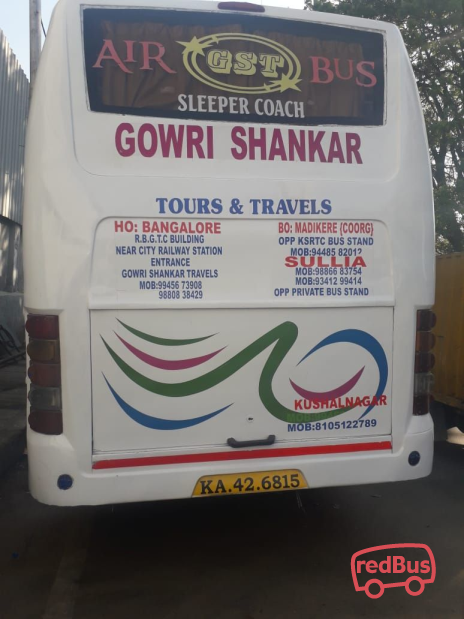 AIR GST BUS
SLEEPER COACH
GOWRI SHANKAR
TOURS & TRAVELS
HO: BANGALORE
R.B.G.T.C BUILDING
NEAR CITY RAILWAY STATION
ENTRANCE
GOWRI SHANKAR TRAVELS
MOB:99456 73908
98808 38429
BO: MADIKERE {COORG}
OPP KSRTC BUS STAND
MOB:94485 82012
SULLIA
MOB:98866 83754
MOB:93412 99414
OPP PRIVATE BUS STAND
KUSHALNAGAR
MOB:8105122789
KA.42.6815
redBus